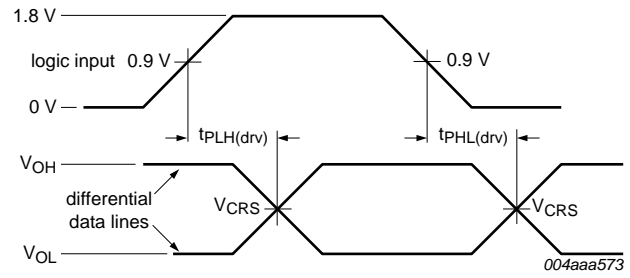 1.8 V
logic input 0.9 V
0.9 V
0 V
tPLH(drv)
tPHL(drv)
VOH
differential
data lines
VCRS
VCRS
VOL
004aaa573